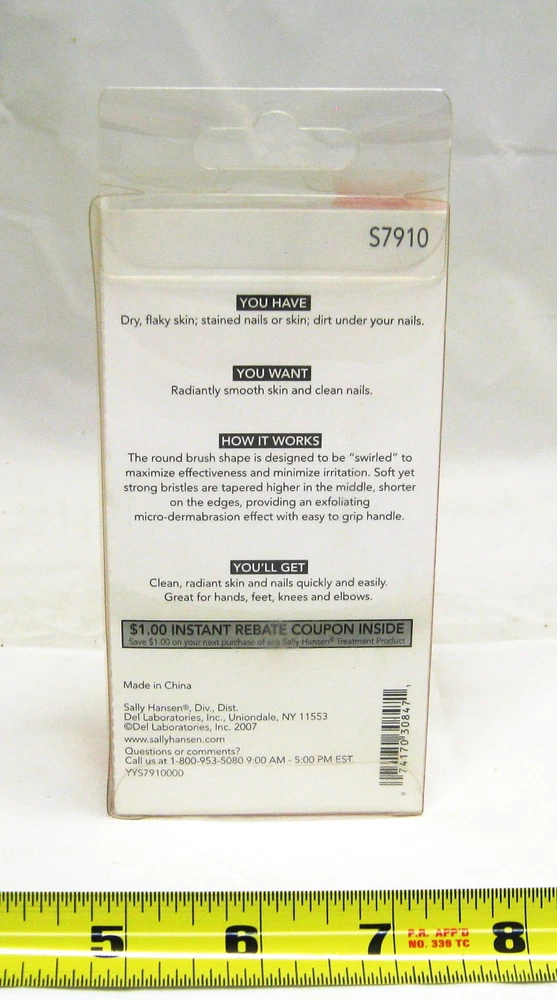 S7910
YOU HAVE
Dry, flaky skin; stained nails or skin; dirt under your nails.
YOU WANT
Radiantly smooth skin and clean nails.
HOW IT WORKS
The round brush shape is designed to be “swirled” to
maximize effectiveness and minimize irritation. Soft yet
strong bristles are tapered higher in the middle, shorter
on the edges, providing an exfoliating
micro-dermabrasion effect with easy to grip handle.
YOU'LL GET
Clean, radiant skin and nails quickly and easily.
Great for hands, feet, knees and elbows.
$1.00 INSTANT REBATE COUPON INSIDE
Save $1.00 on your next purchase of any Sally Hansen® Treatment Product
Made in China
Sally Hansen®, Div., Dist.
Del Laboratories, Inc., Uniondale, NY 11553
©Del Laboratories, Inc. 2007
www.sallyhansen.com
Questions or comments?
Call us at 1-800-953-5080 9:00 AM - 5:00 PM EST.
YYS7910000
0 74170 30847 1
5 6 7 8
P.R. APP'D
NO. 339 TC